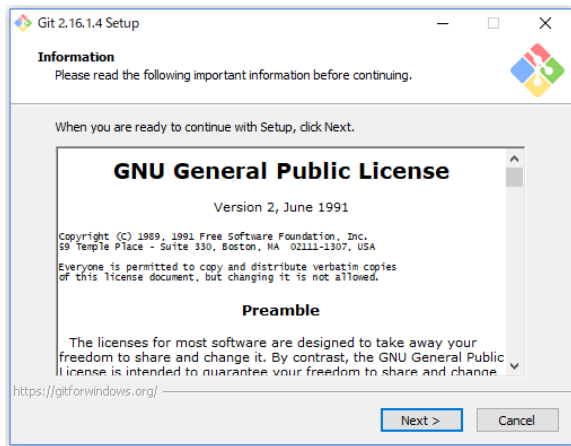 Git 2.16.1.4 Setup
Information
Please read the following important information before continuing.
When you are ready to continue with Setup, click Next.
GNU General Public License
Version 2, June 1991
Copyright (C) 1989, 1991 Free Software Foundation, Inc.
59 Temple Place - Suite 330, Boston, MA  02111-1307, USA
Everyone is permitted to copy and distribute verbatim copies
of this license document, but changing it is not allowed.
Preamble
The licenses for most software are designed to take away your
freedom to share and change it. By contrast, the GNU General Public
License is intended to guarantee your freedom to share and change
https://gitforwindows.org/
Next >
Cancel